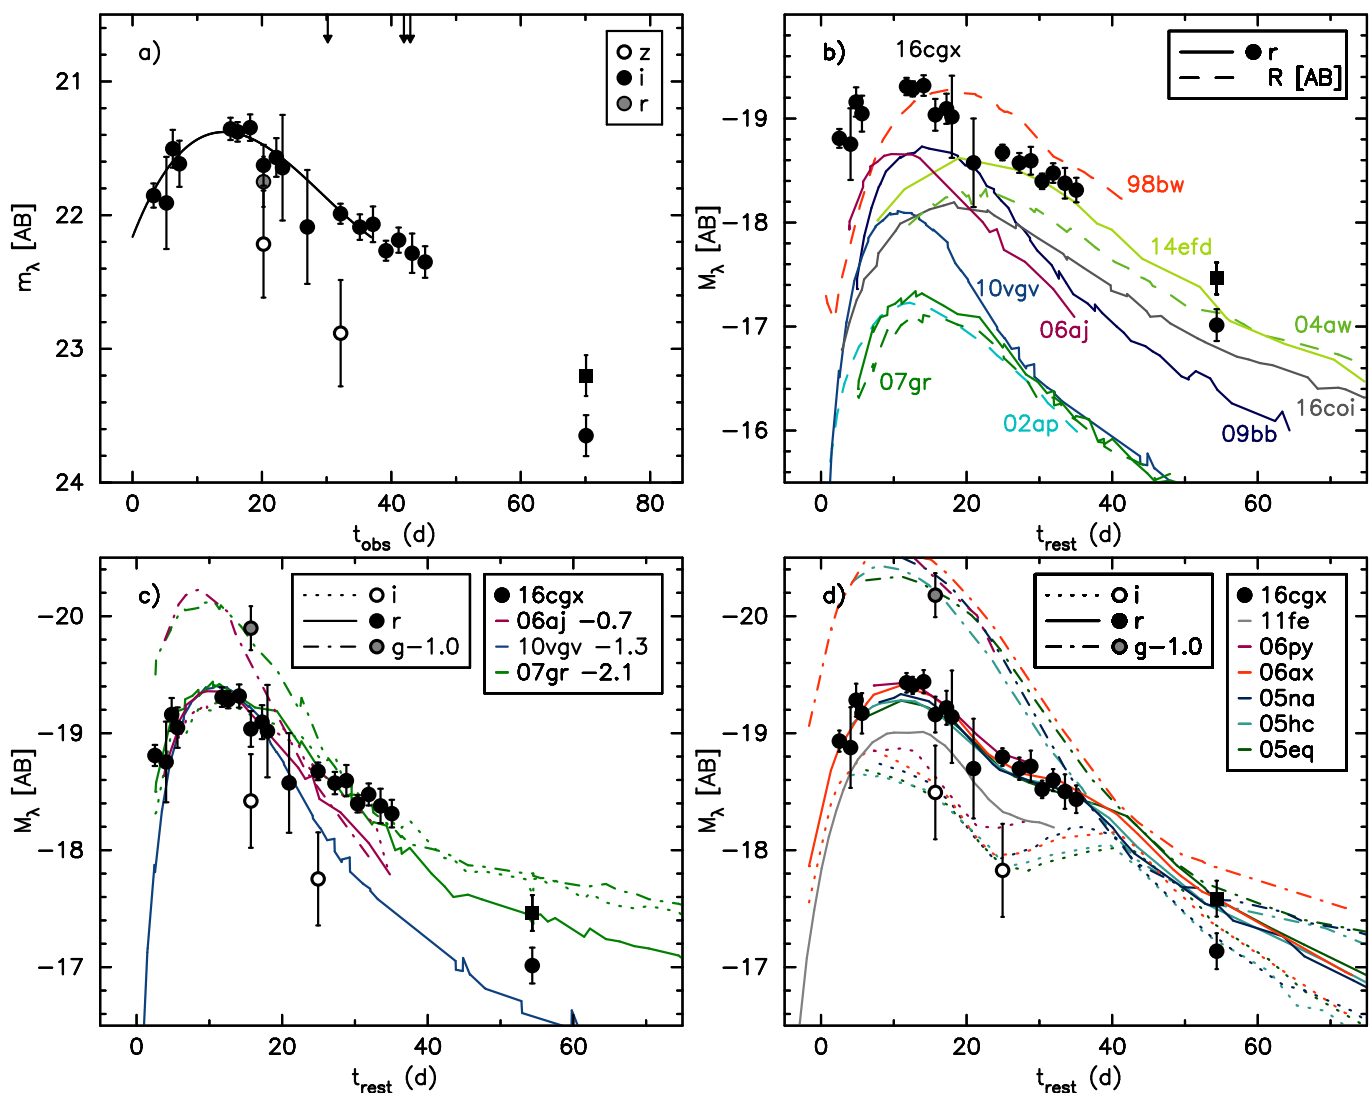 a)
z
i
r
21
22
23
24
0 20 40 60 80
m_λ [AB]
t_obs (d)
b)
16cgx
r
R [AB]
98bw
14efd
10vgv
06aj
04aw
07gr
02ap
16coi
09bb
−19
−18
−17
−16
0 20 40 60
M_λ [AB]
t_rest (d)
c)
i
r
g−1.0
16cgx
06aj −0.7
10vgv −1.3
07gr −2.1
−20
−19
−18
−17
0 20 40 60
M_λ [AB]
t_rest (d)
d)
i
r
g−1.0
16cgx
11fe
06py
06ax
05na
05hc
05eq
−20
−19
−18
−17
0 20 40 60
M_λ [AB]
t_rest (d)